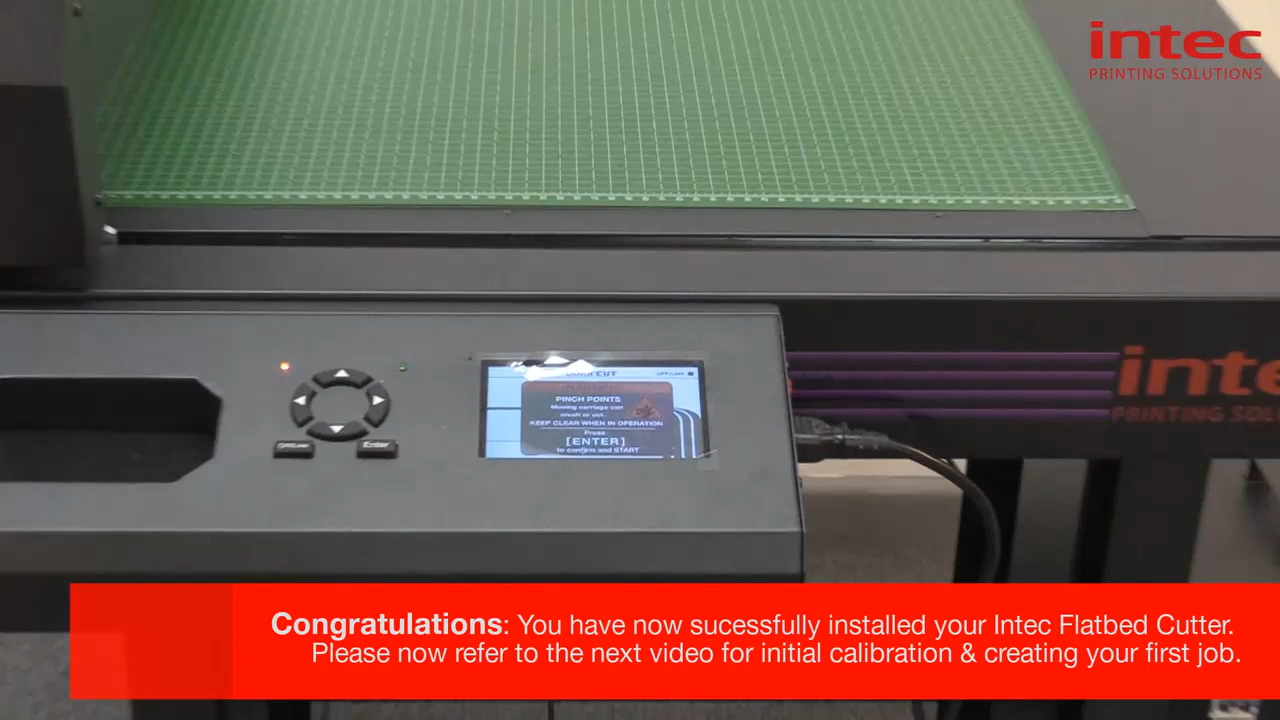 intec
PRINTING SOLUTIONS
PINCH POINTS
Moving carriage can
crush or cut.
KEEP CLEAR WHEN IN OPERATION
Press
[ENTER]
to confirm and START
Enter
inte
PRINTING SOLU
Congratulations: You have now sucessfully installed your Intec Flatbed Cutter.
Please now refer to the next video for initial calibration & creating your first job.